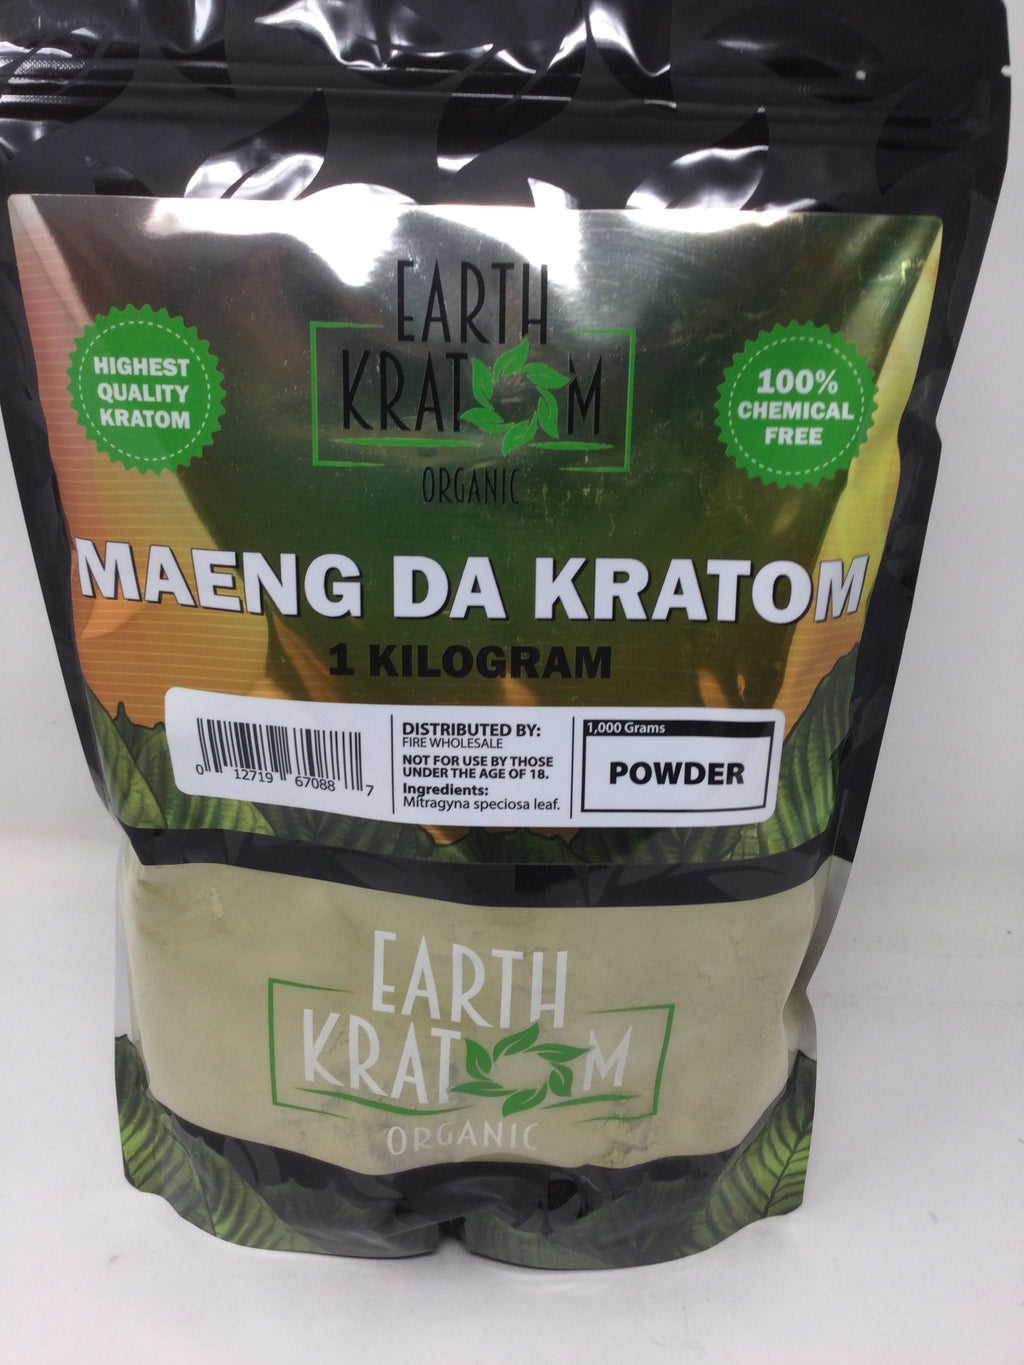 EARTH
KRATOM
ORGANIC
HIGHEST
QUALITY
KRATOM
100%
CHEMICAL
FREE
MAENG DA KRATOM
1 KILOGRAM
0 12719 67088 7
DISTRIBUTED BY:
FIRE WHOLESALE
NOT FOR USE BY THOSE
UNDER THE AGE OF 18.
Ingredients:
Mitragyna speciosa leaf.
1,000 Grams
POWDER
EARTH
KRATOM
ORGANIC